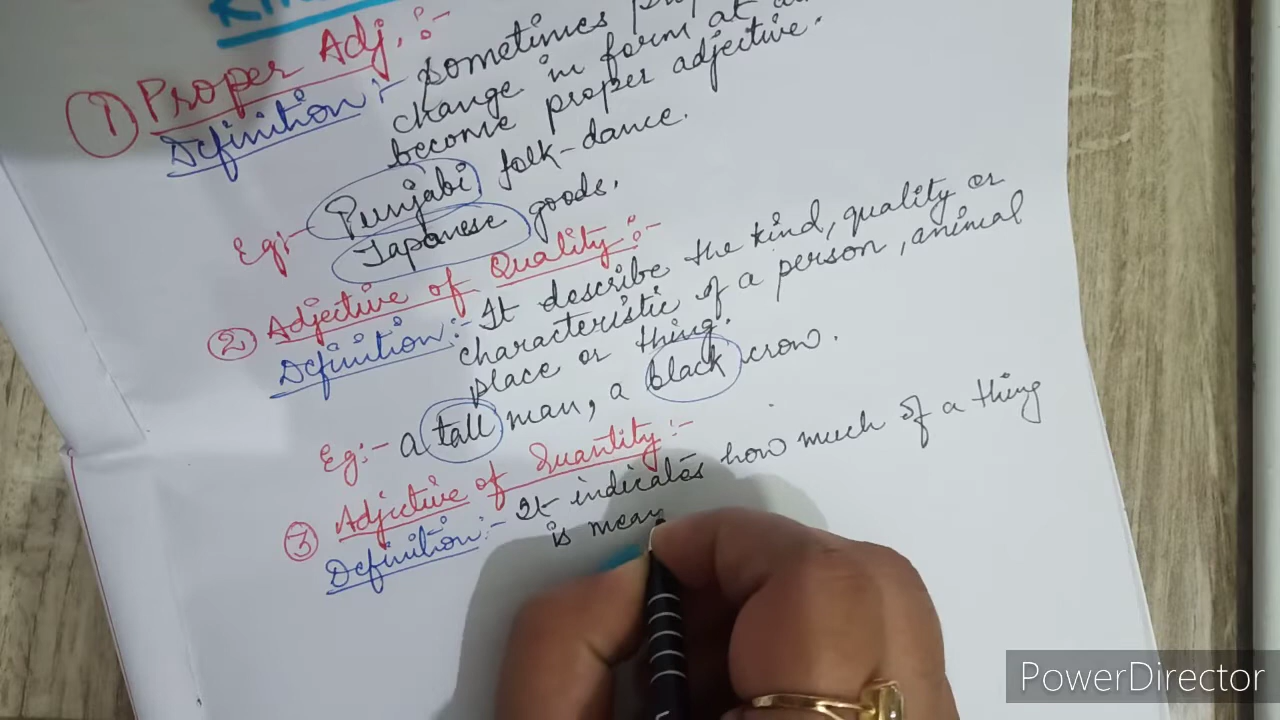 ① Proper Adj. :-
Definition :- Sometimes
change in form at
become proper adjective.
Eg:- Punjabi folk-dance.
Japanese goods.
② Adjective of Quality :-
Definition :- It describe the kind, quality or
characteristic of a person, animal
place or thing.
Eg:- a tall man, a black crow.
③ Adjective of Quantity :-
Definition :- It indicates how much of a thing
is mean
PowerDirector